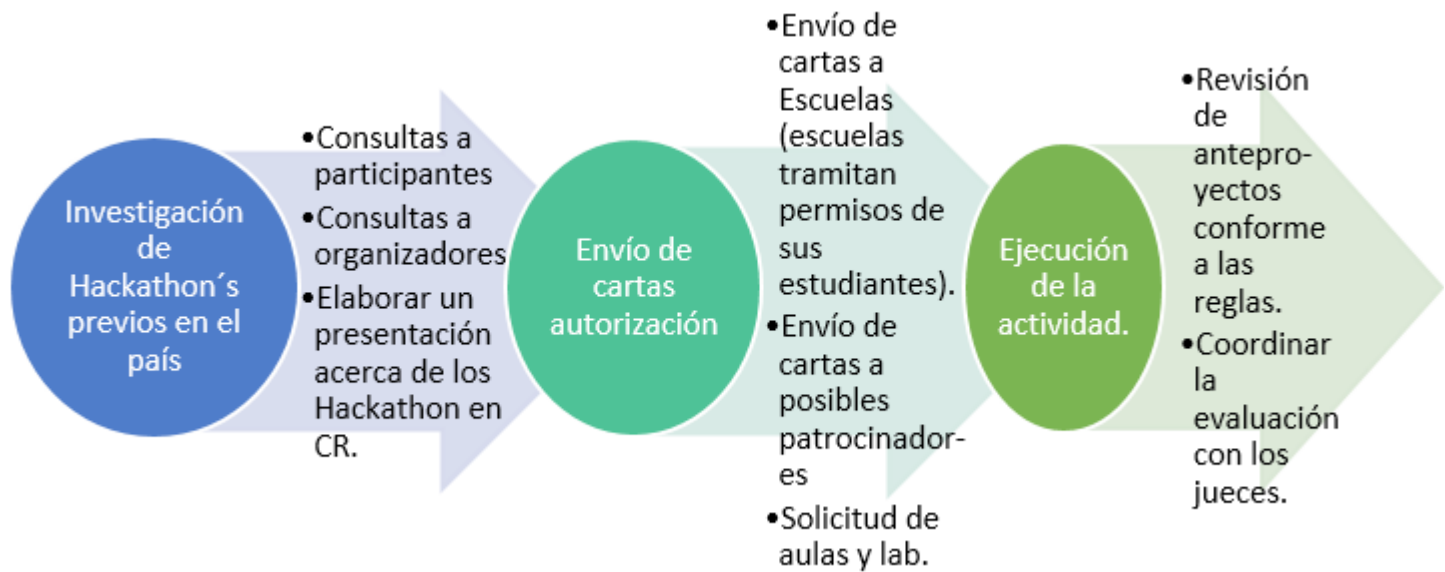 Investigación
de
Hackathon´s
previos en el
país
•Consultas a
participantes
•Consultas a
organizadores
•Elaborar un
presentación
acerca de los
Hackathon en
CR.
Envío de
cartas
autorización
•Envío de
cartas a
Escuelas
(escuelas
tramitan
permisos de
sus
estudiantes).
•Envío de
cartas a
posibles
patrocinador-
es
•Solicitud de
aulas y lab.
Ejecución
de la
actividad.
•Revisión
de
antepro-
yectos
conforme
a las
reglas.
•Coordinar
la
evaluación
con los
jueces.